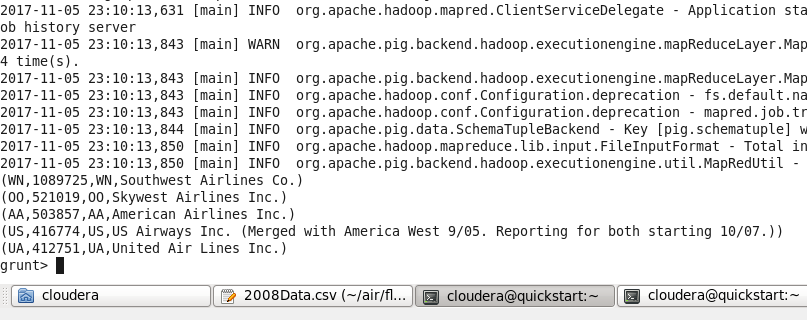 2017-11-05 23:10:13,631 [main] INFO  org.apache.hadoop.mapred.ClientServiceDelegate - Application sta
ob history server
2017-11-05 23:10:13,843 [main] WARN  org.apache.pig.backend.hadoop.executionengine.mapReduceLayer.Map
4 time(s).
2017-11-05 23:10:13,843 [main] INFO  org.apache.pig.backend.hadoop.executionengine.mapReduceLayer.Map
2017-11-05 23:10:13,843 [main] INFO  org.apache.hadoop.conf.Configuration.deprecation - fs.default.na
2017-11-05 23:10:13,843 [main] INFO  org.apache.hadoop.conf.Configuration.deprecation - mapred.job.tr
2017-11-05 23:10:13,844 [main] INFO  org.apache.pig.data.SchemaTupleBackend - Key [pig.schematuple] w
2017-11-05 23:10:13,850 [main] INFO  org.apache.hadoop.mapreduce.lib.input.FileInputFormat - Total in
2017-11-05 23:10:13,850 [main] INFO  org.apache.pig.backend.hadoop.executionengine.util.MapRedUtil -
(WN,1089725,WN,Southwest Airlines Co.)
(OO,521019,OO,Skywest Airlines Inc.)
(AA,503857,AA,American Airlines Inc.)
(US,416774,US,US Airways Inc. (Merged with America West 9/05. Reporting for both starting 10/07.))
(UA,412751,UA,United Air Lines Inc.)
grunt>
cloudera 2008Data.csv (~/air/fl... cloudera@quickstart:~ cloudera@quickstart:~